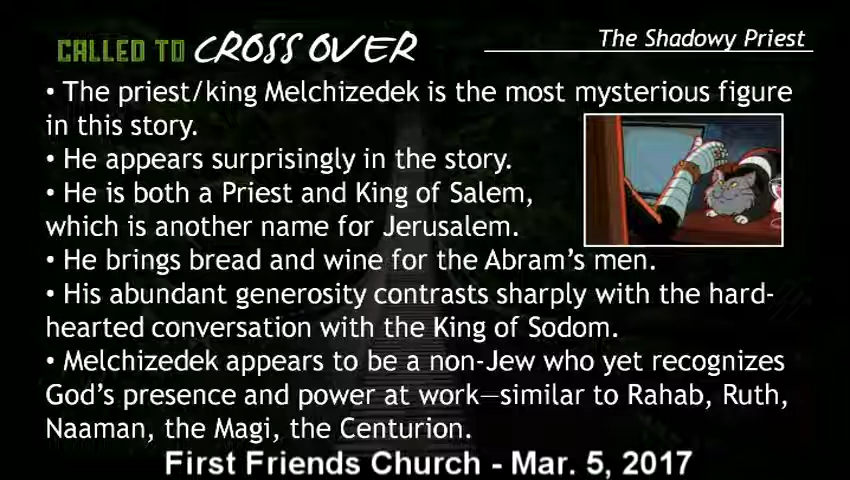 CALLED TO CROSS OVER
The Shadowy Priest
• The priest/king Melchizedek is the most mysterious figure
in this story.
• He appears surprisingly in the story.
• He is both a Priest and King of Salem,
which is another name for Jerusalem.
• He brings bread and wine for the Abram’s men.
• His abundant generosity contrasts sharply with the hard-
hearted conversation with the King of Sodom.
• Melchizedek appears to be a non-Jew who yet recognizes
God’s presence and power at work—similar to Rahab, Ruth,
Naaman, the Magi, the Centurion.
First Friends Church - Mar. 5, 2017